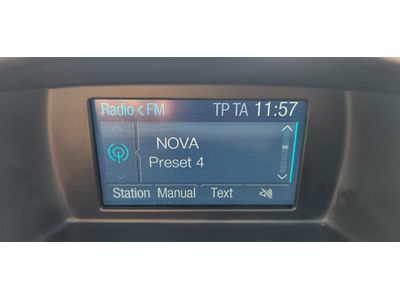 Radio < FM TP TA 11:57
NOVA
Preset 4
Station Manual Text